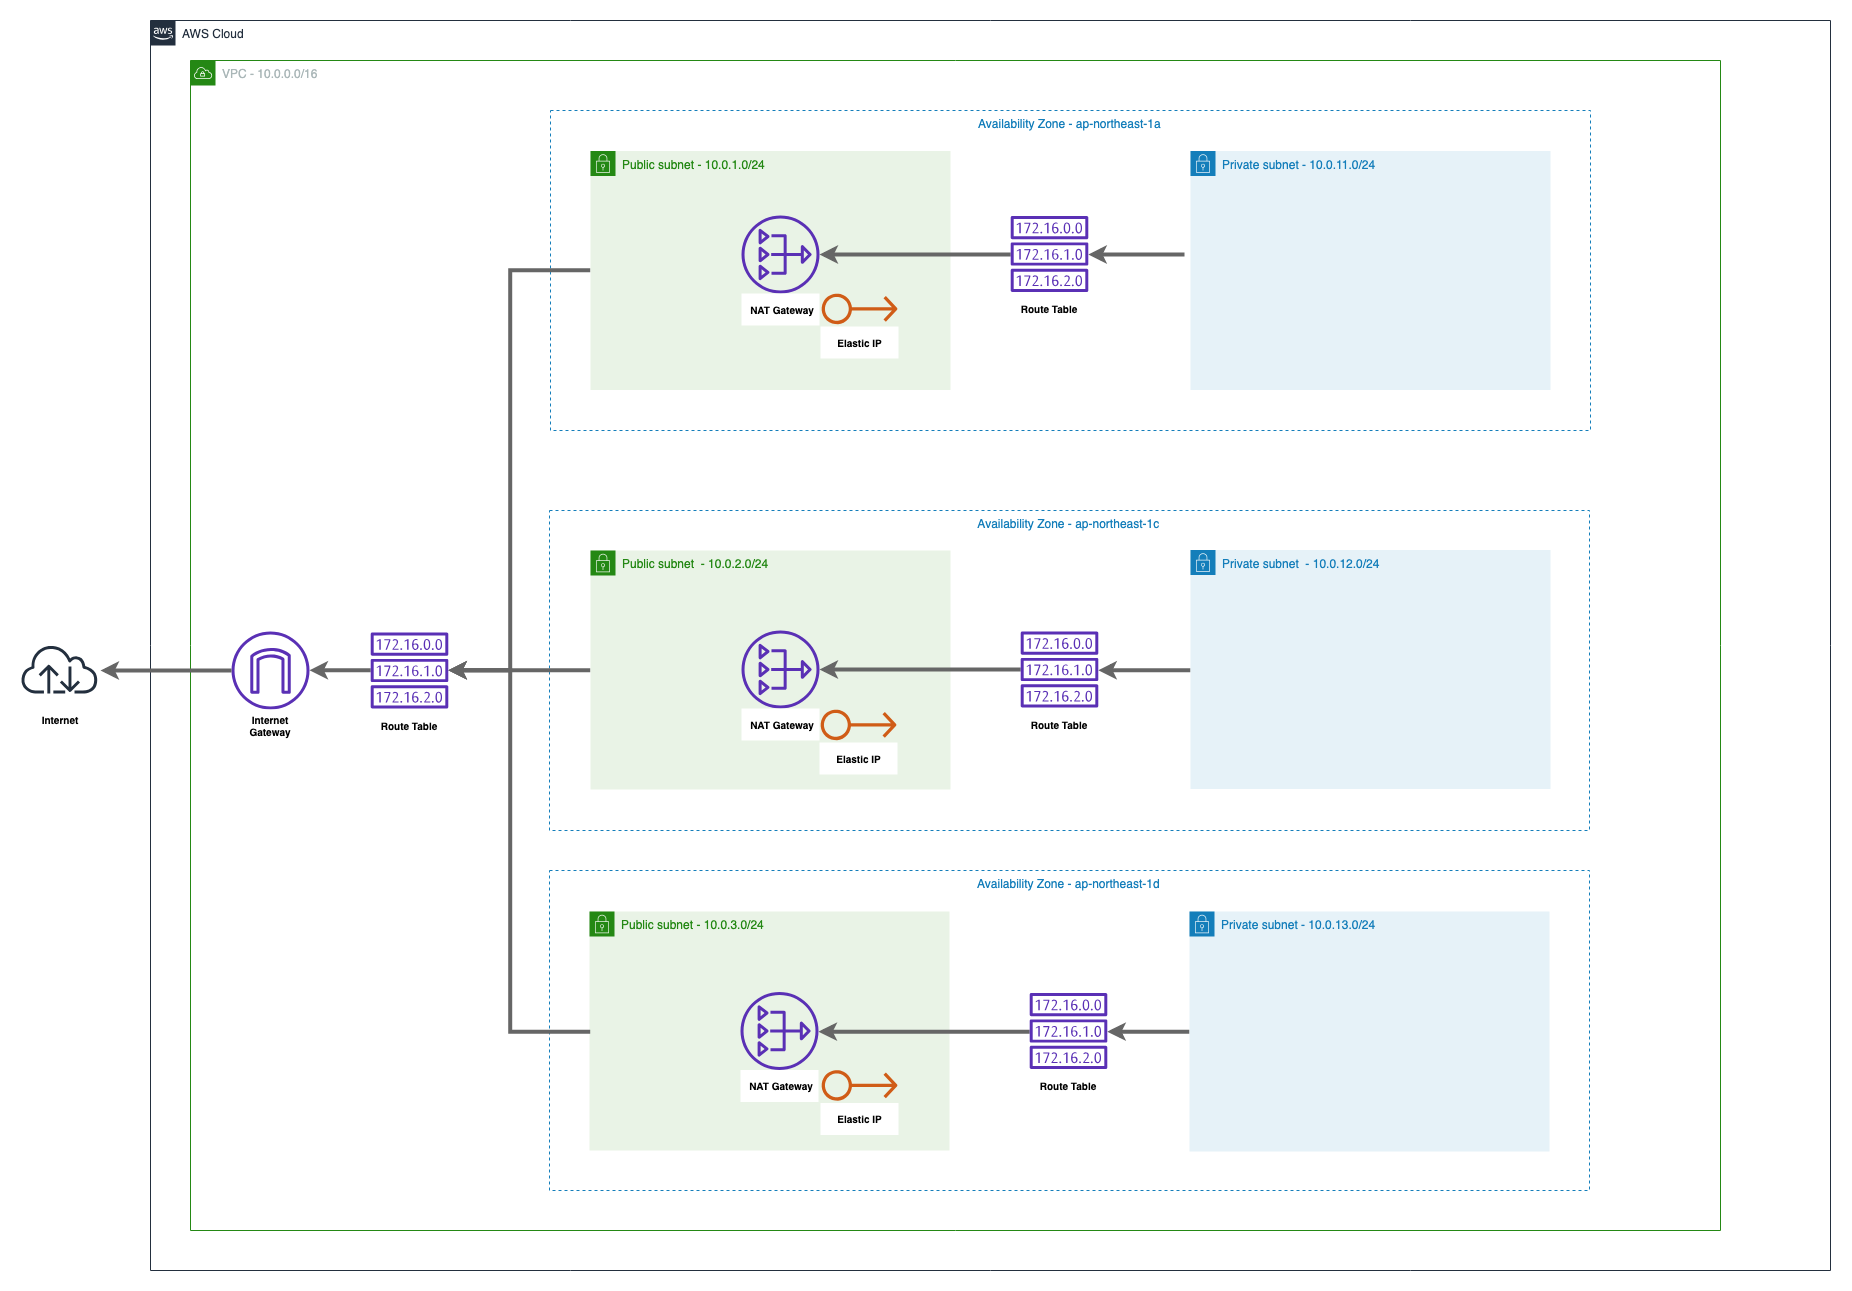 aws
AWS Cloud
VPC - 10.0.0.0/16
Availability Zone - ap-northeast-1a
Public subnet - 10.0.1.0/24
Private subnet - 10.0.11.0/24
172.16.0.0
172.16.1.0
172.16.2.0
NAT Gateway
Route Table
Elastic IP
Availability Zone - ap-northeast-1c
Public subnet  - 10.0.2.0/24
Private subnet  - 10.0.12.0/24
172.16.0.0
172.16.1.0
172.16.2.0
172.16.0.0
172.16.1.0
172.16.2.0
Internet
Internet
Gateway
Route Table
NAT Gateway
Route Table
Elastic IP
Availability Zone - ap-northeast-1d
Public subnet - 10.0.3.0/24
Private subnet - 10.0.13.0/24
172.16.0.0
172.16.1.0
172.16.2.0
NAT Gateway
Route Table
Elastic IP